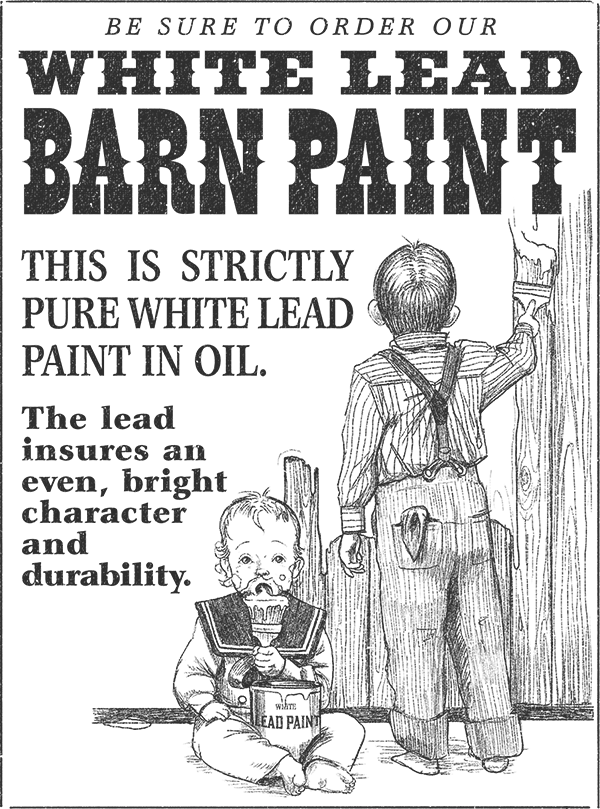 BE SURE TO ORDER OUR
WHITE LEAD
BARN PAINT
THIS IS STRICTLY
PURE WHITE LEAD
PAINT IN OIL.
The lead
insures an
even, bright
character
and
durability.
WHITE
LEAD PAINT